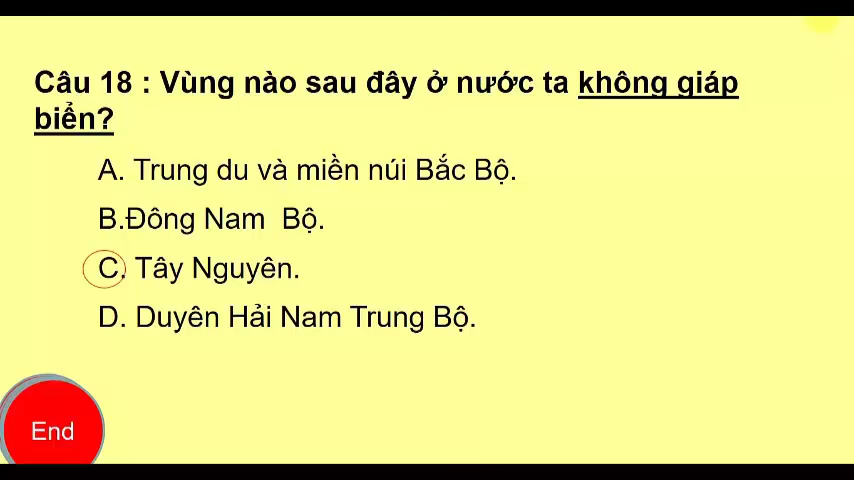 Câu 18 : Vùng nào sau đây ở nước ta không giáp
biển?
A. Trung du và miền núi Bắc Bộ.
B.Đông Nam  Bộ.
C. Tây Nguyên.
D. Duyên Hải Nam Trung Bộ.
End